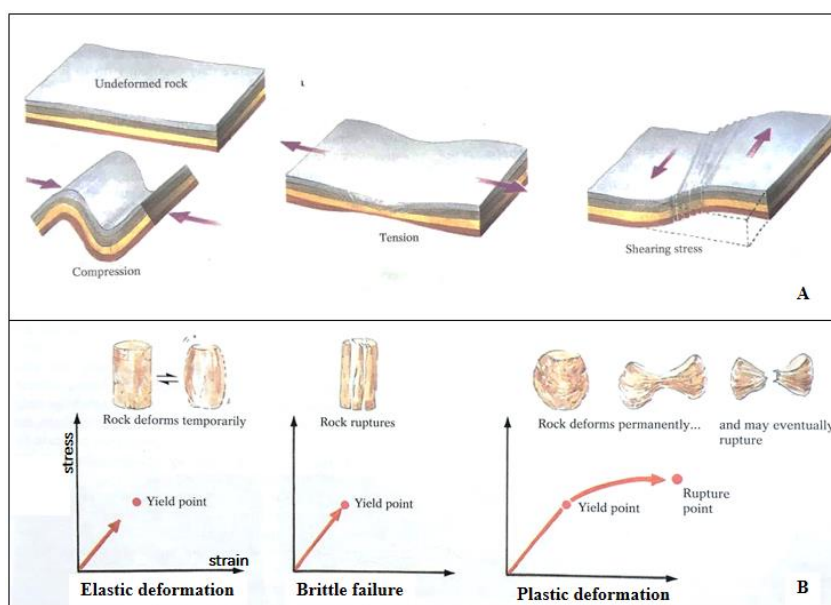 Undeformed rock
Compression
Tension
Shearing stress
A
Rock deforms temporarily
Rock ruptures
Rock deforms permanently...
and may eventually
rupture
stress
Yield point
strain
Elastic deformation
Yield point
Brittle failure
Yield point
Rupture
point
Plastic deformation
B